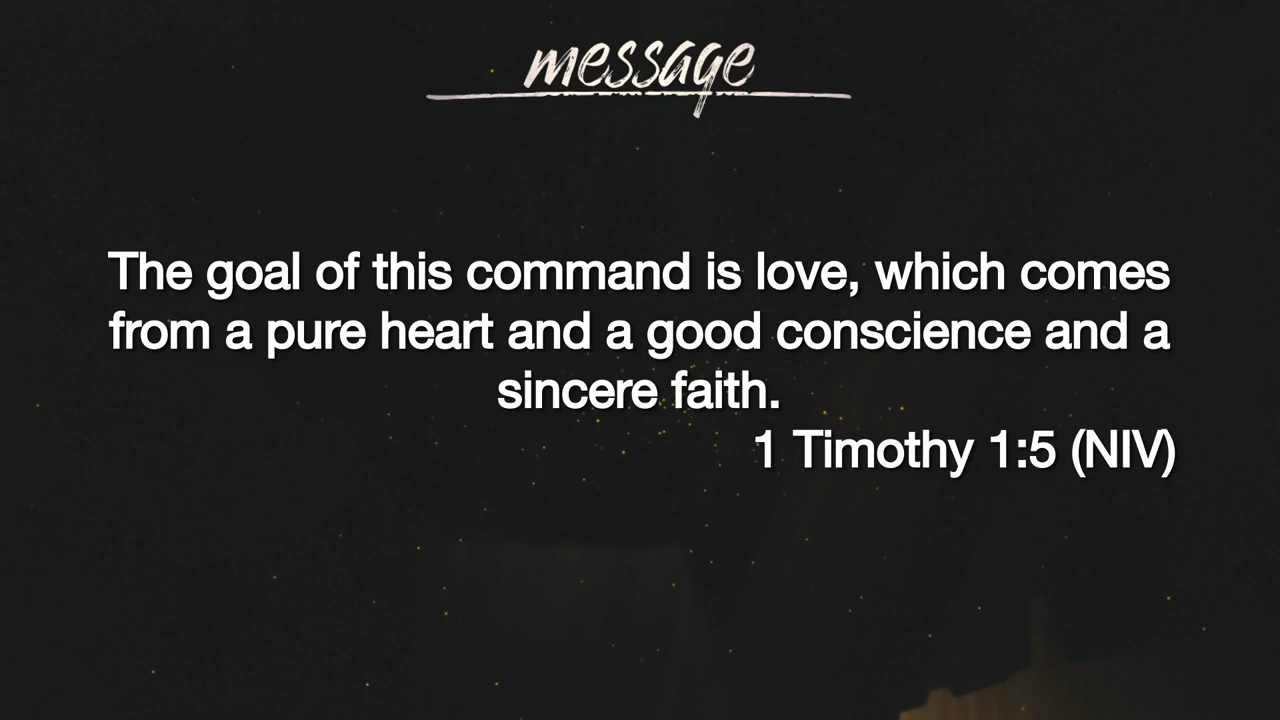 message
The goal of this command is love, which comes
from a pure heart and a good conscience and a
sincere faith.
1 Timothy 1:5 (NIV)